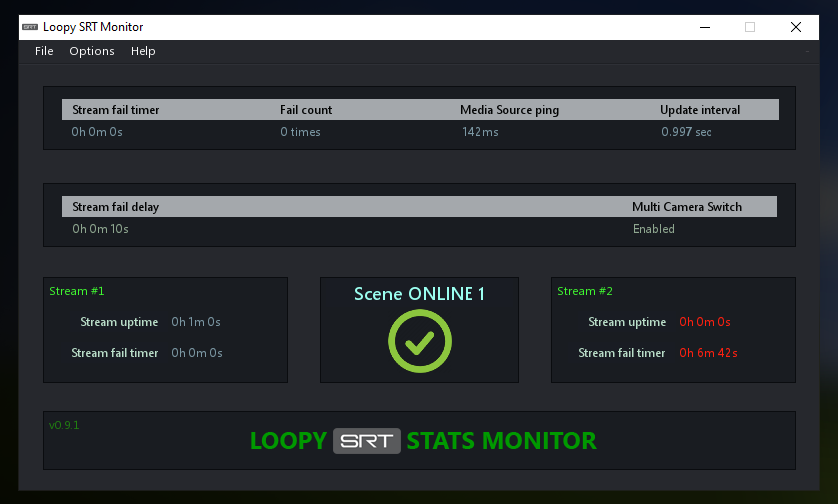 SRT Loopy SRT Monitor
File Options Help
Stream fail timer Fail count Media Source ping Update interval
0h 0m 0s 0 times 142ms 0.997 sec
Stream fail delay Multi Camera Switch
0h 0m 10s Enabled
Stream #1
Stream uptime 0h 1m 0s
Stream fail timer 0h 0m 0s
Scene ONLINE 1
Stream #2
Stream uptime 0h 0m 0s
Stream fail timer 0h 6m 42s
v0.9.1
LOOPY SRT STATS MONITOR